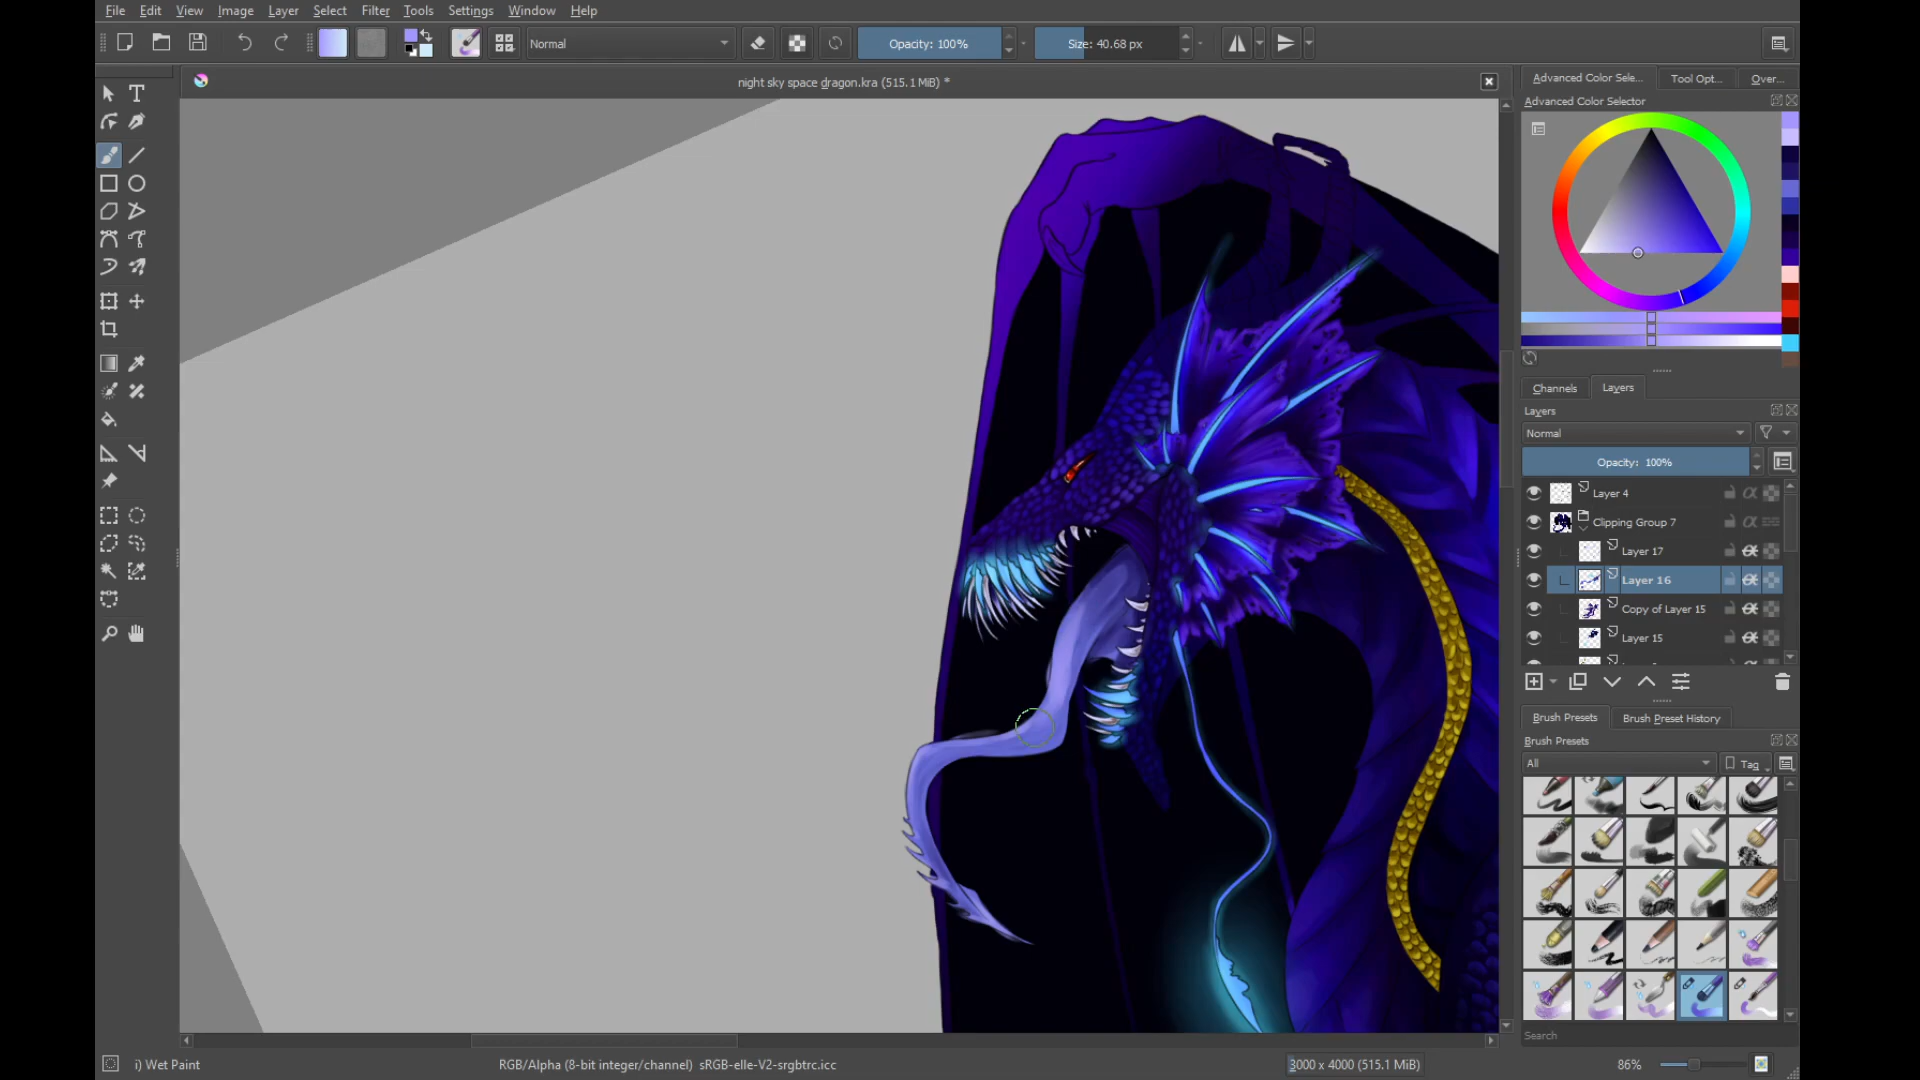 File Edit View Image Layer Select Filter Tools Settings Window Help
Normal Opacity: 100% Size: 40.68 px
night sky space dragon.kra (515.1 MiB) *
Advanced Color Sele... Tool Opt... Over...
Advanced Color Selector
Channels Layers
Layers
Normal
Opacity: 100%
Layer 4
Clipping Group 7
Layer 17
Layer 16
Copy of Layer 15
Layer 15
Brush Presets Brush Preset History
Brush Presets
All Tag
Search
i) Wet Paint RGB/Alpha (8-bit integer/channel) sRGB-elle-V2-srgbtrc.icc 3000 x 4000 (515.1 MiB) 86%